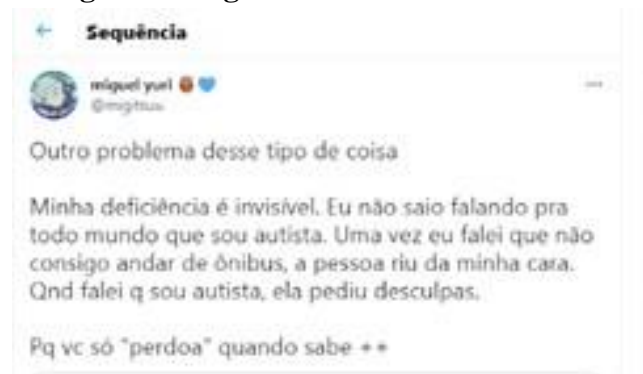 Sequência
miguel yuri
Outro problema desse tipo de coisa
Minha deficiência é invisível. Eu não saio falando pra
todo mundo que sou autista. Uma vez eu falei que não
consigo andar de ônibus, a pessoa riu da minha cara.
Qnd falei q sou autista, ela pediu desculpas.
Pq vc só "perdoa" quando sabe ++